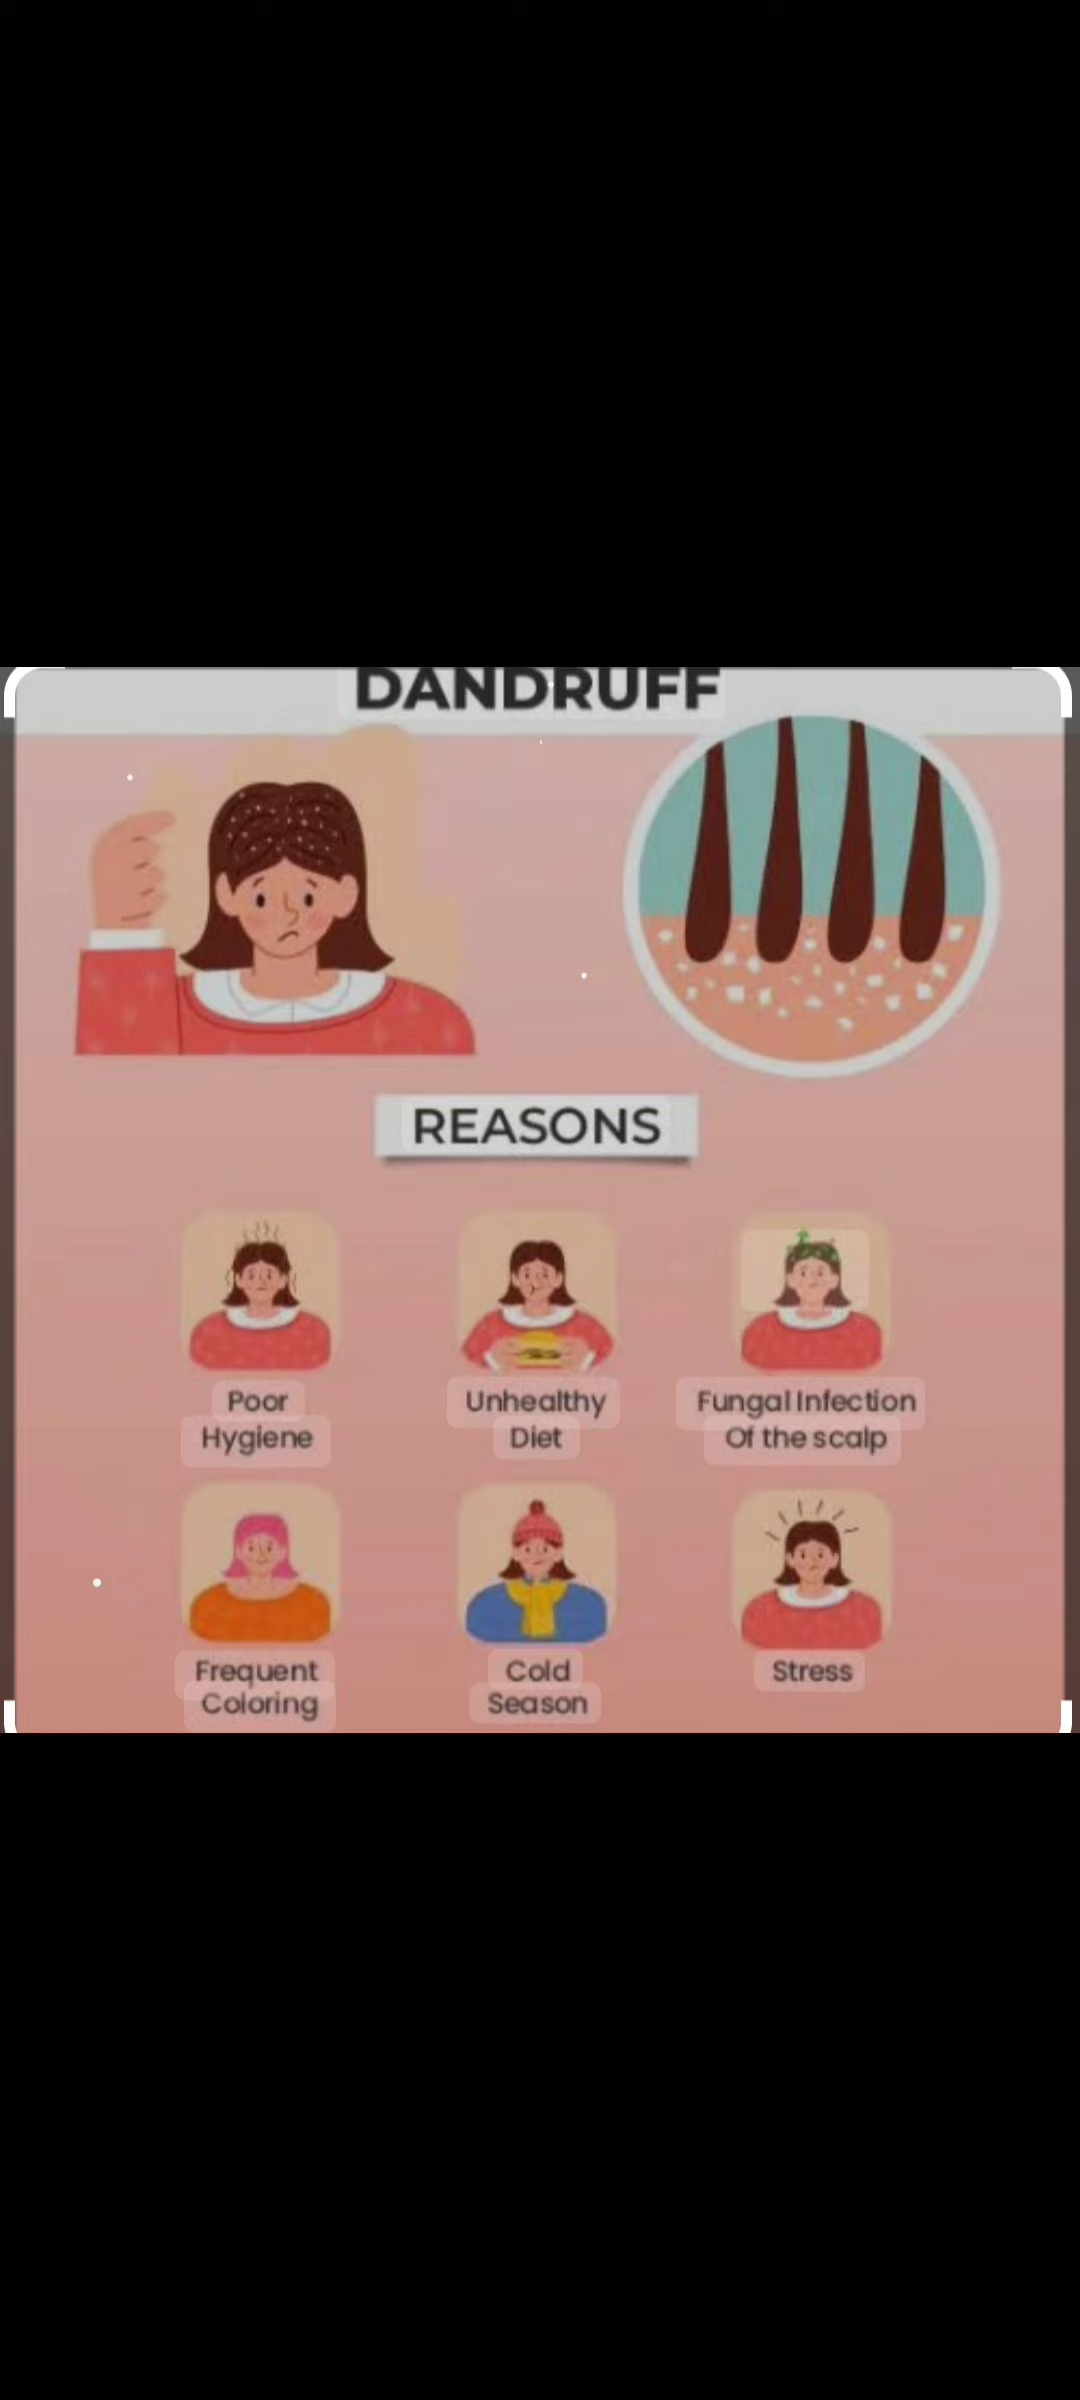 DANDRUFF
REASONS
Poor
Hygiene
Unhealthy
Diet
Fungal Infection
Of the scalp
Frequent
Coloring
Cold
Season
Stress